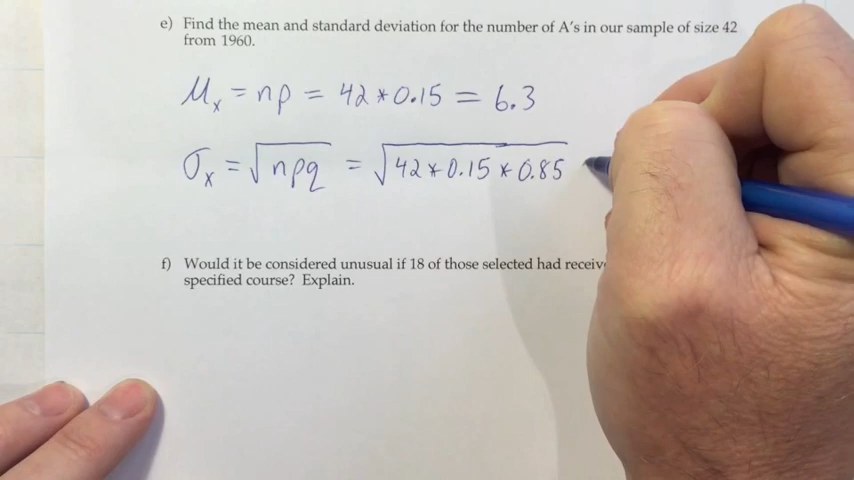 e) Find the mean and standard deviation for the number of A's in our sample of size 42
from 1960.
μx = np = 42 * 0.15 = 6.3
σx = √npq = √42 * 0.15 * 0.85
f) Would it be considered unusual if 18 of those selected had
specified course? Explain.